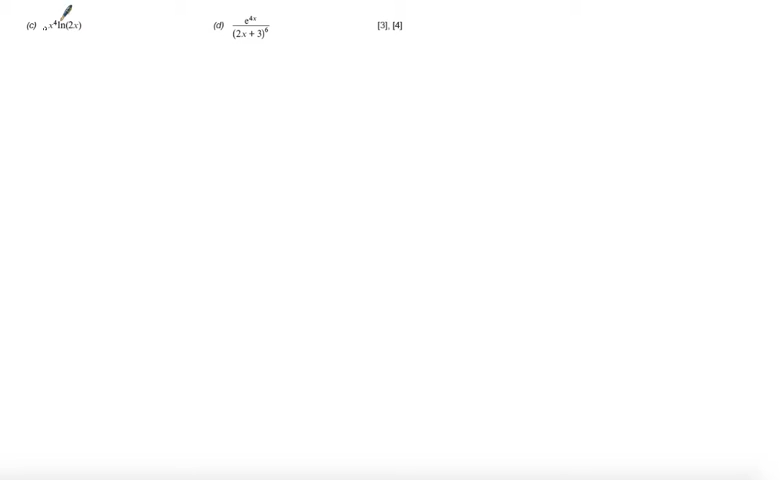 (c) x⁴ln(2x) (d) e⁴ˣ/(2x + 3)⁶ [3], [4]